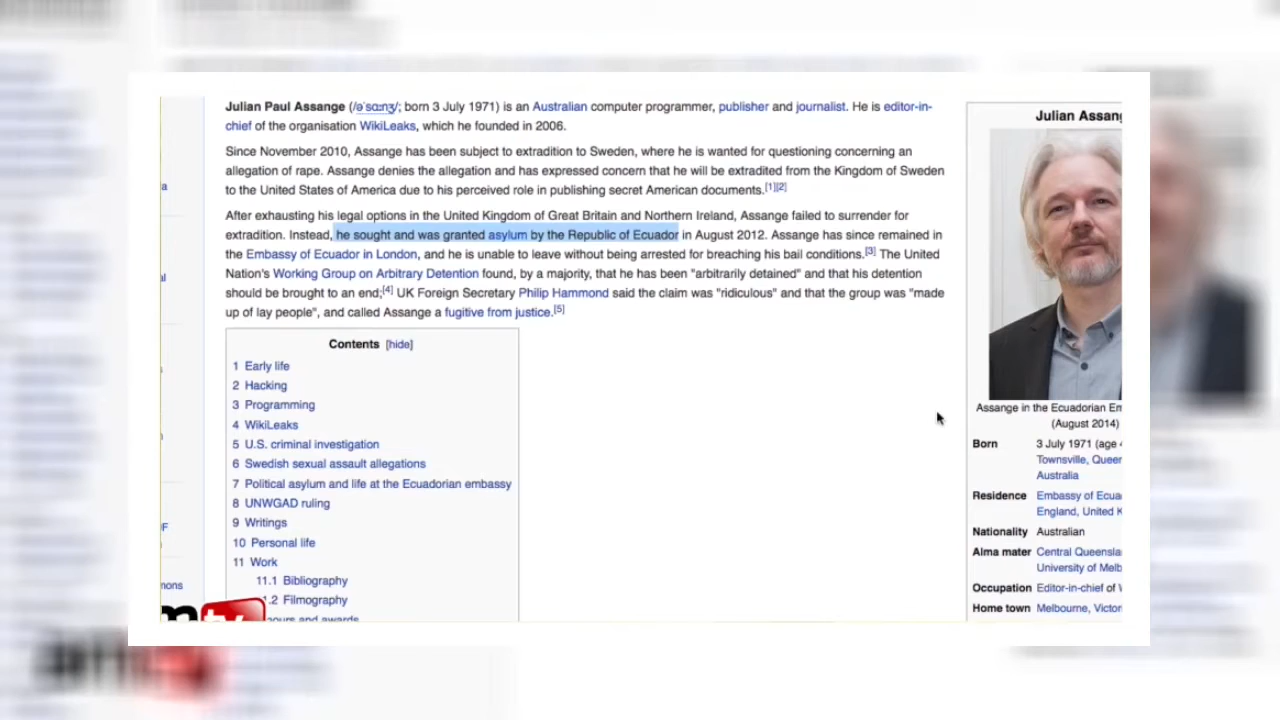 Julian Paul Assange (/əˈsɑːnʒ/; born 3 July 1971) is an Australian computer programmer, publisher and journalist. He is editor-in-
chief of the organisation WikiLeaks, which he founded in 2006.
Since November 2010, Assange has been subject to extradition to Sweden, where he is wanted for questioning concerning an
allegation of rape. Assange denies the allegation and has expressed concern that he will be extradited from the Kingdom of Sweden
to the United States of America due to his perceived role in publishing secret American documents.[1][2]
After exhausting his legal options in the United Kingdom of Great Britain and Northern Ireland, Assange failed to surrender for
extradition. Instead, he sought and was granted asylum by the Republic of Ecuador in August 2012. Assange has since remained in
the Embassy of Ecuador in London, and he is unable to leave without being arrested for breaching his bail conditions.[3] The United
Nation's Working Group on Arbitrary Detention found, by a majority, that he has been "arbitrarily detained" and that his detention
should be brought to an end;[4] UK Foreign Secretary Philip Hammond said the claim was "ridiculous" and that the group was "made
up of lay people", and called Assange a fugitive from justice.[5]
Contents [hide]
1 Early life
2 Hacking
3 Programming
4 WikiLeaks
5 U.S. criminal investigation
6 Swedish sexual assault allegations
7 Political asylum and life at the Ecuadorian embassy
8 UNWGAD ruling
9 Writings
10 Personal life
11 Work
11.1 Bibliography
.2 Filmography
nours and awards
Julian Assang
Assange in the Ecuadorian Em
(August 2014)
Born 3 July 1971 (age
Townsville, Queen
Australia
Residence Embassy of Ecua
England, United K
Nationality Australian
Alma mater Central Queensla
University of Melb
Occupation Editor-in-chief of
Home town Melbourne, Victor
mons
tv